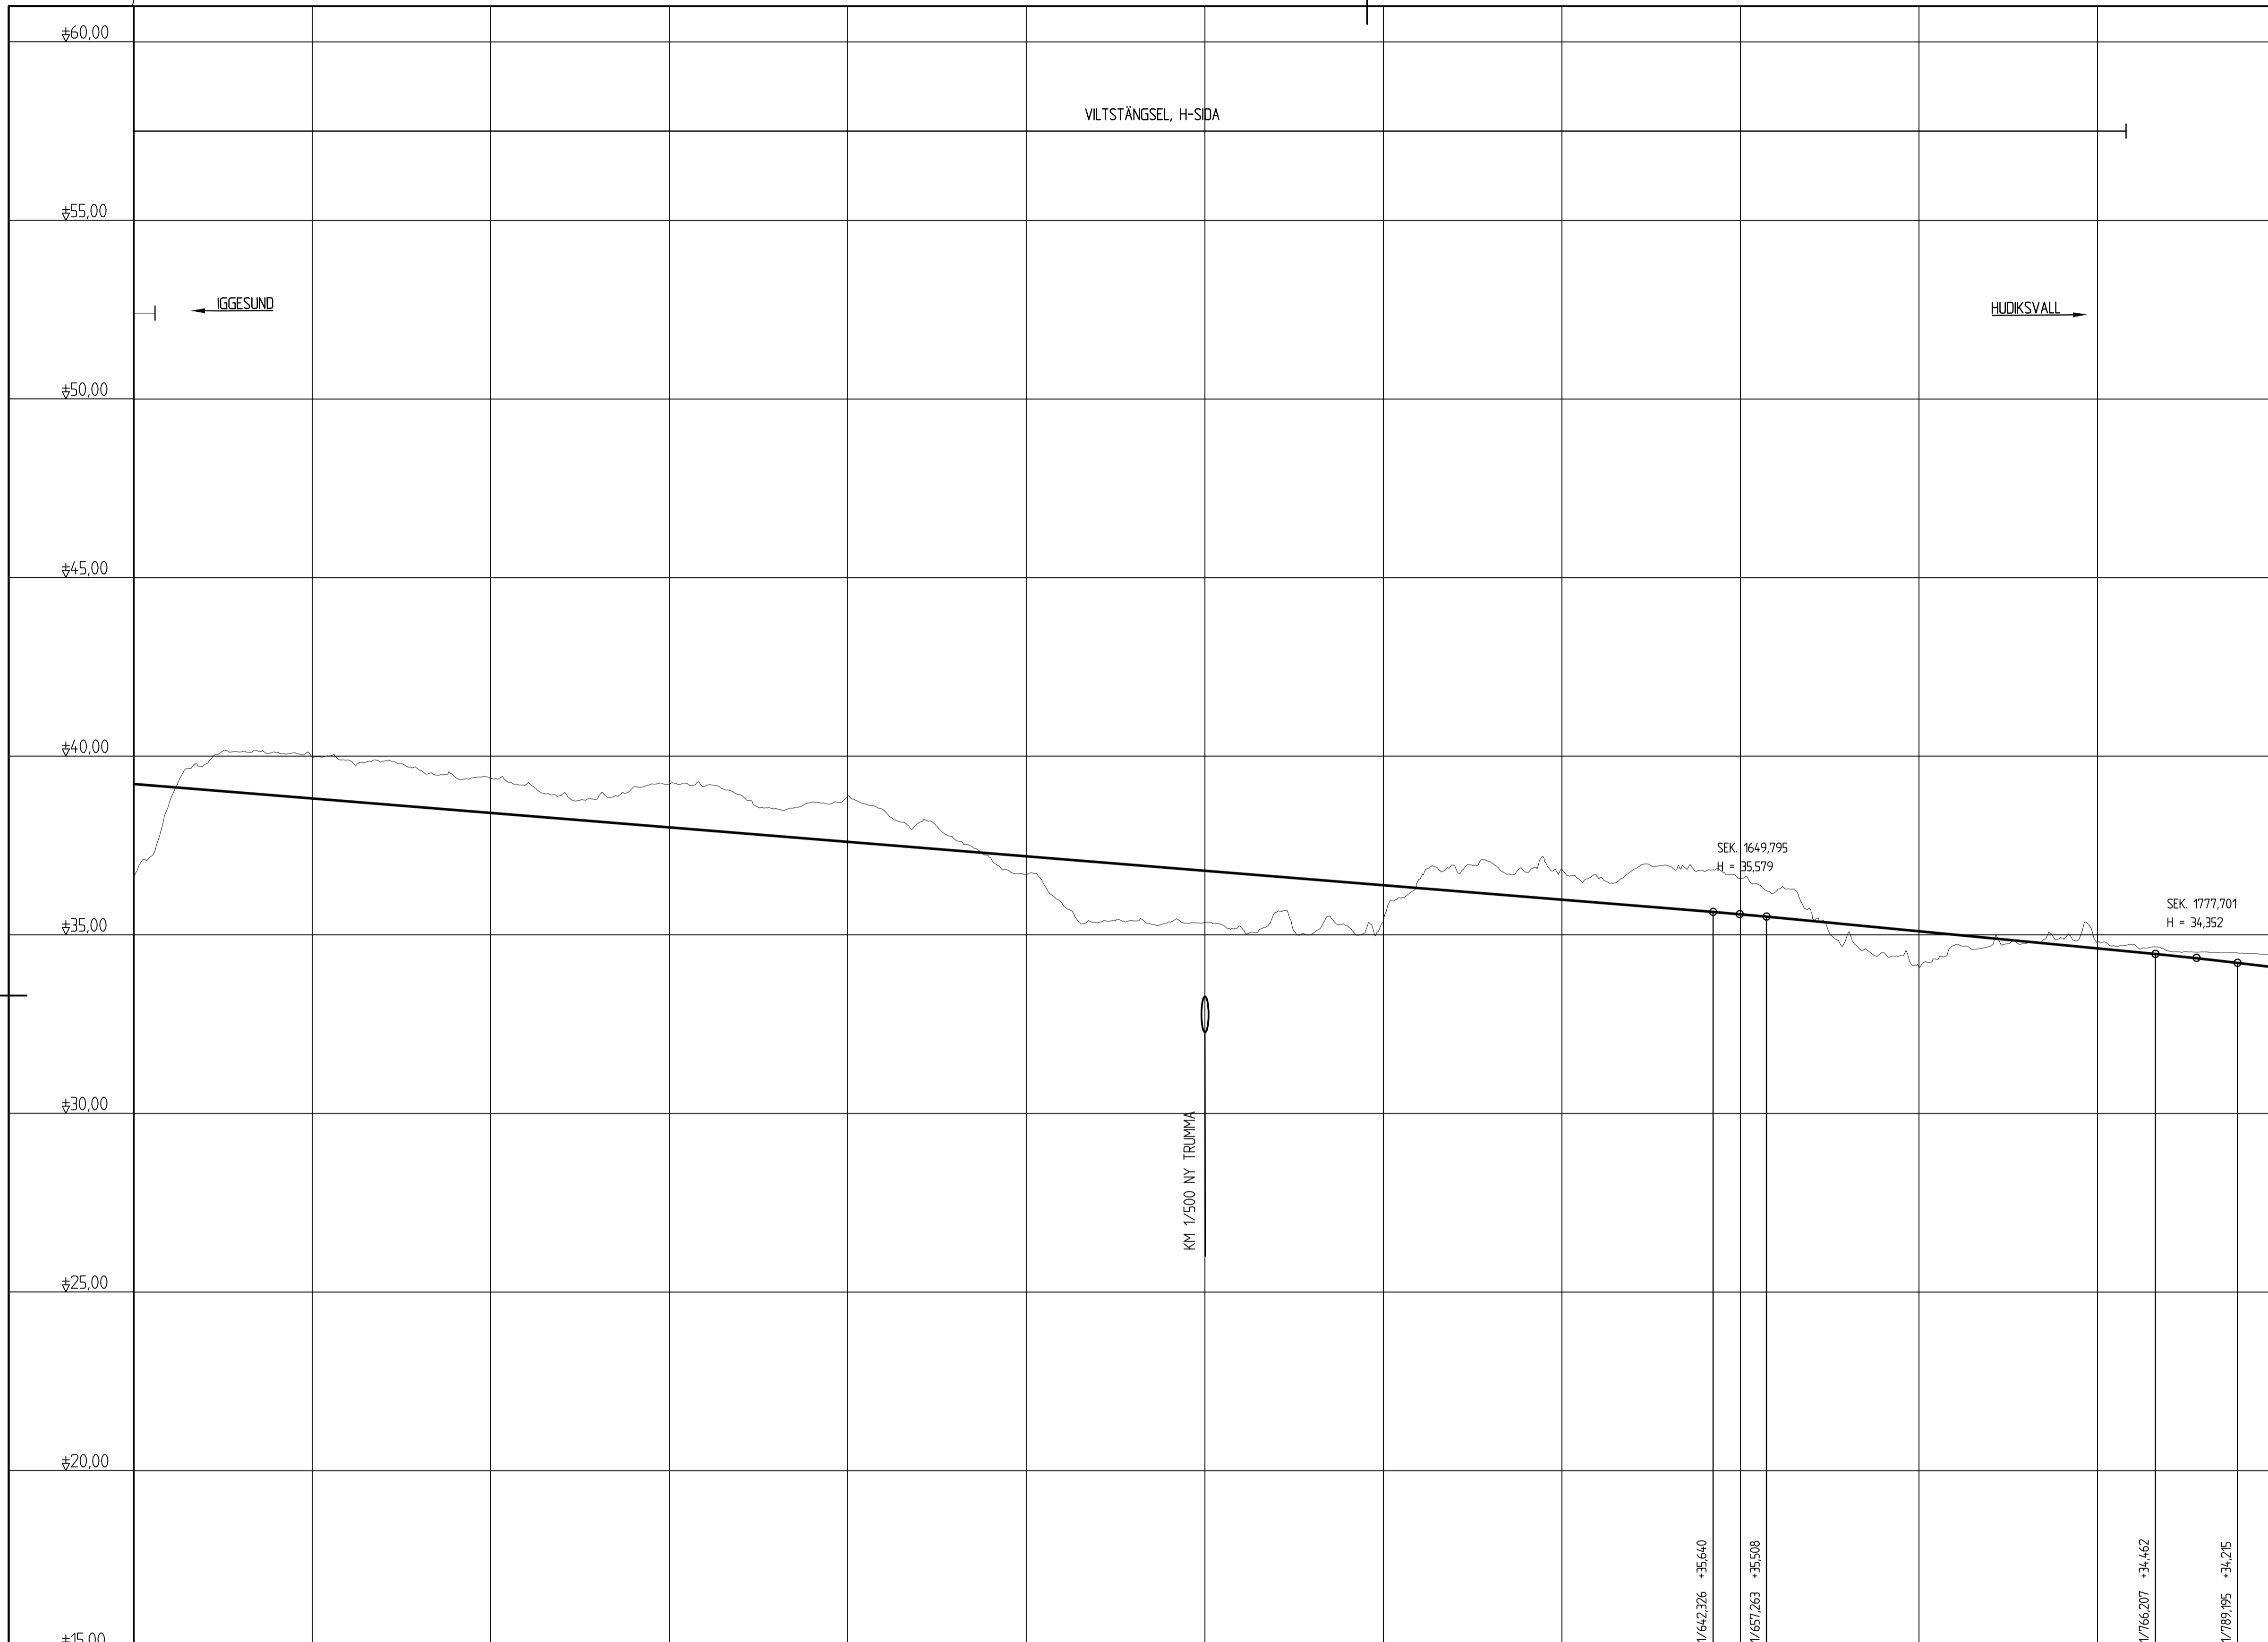 +60,00
VILTSTÄNGSEL, H-SIDA
+55,00
IGGESUND
HUDIKSVALL
+50,00
+45,00
+40,00
SEK. 1649,795
H = 35,579
SEK. 1777,701
H = 34,352
+35,00
+30,00
KM 1/500 NY TRUMMA
+25,00
+20,00
1/642,326 +35,640
1/657,263 +35,508
1/766,207 +34,462
1/789,195 +34,215
+15,00